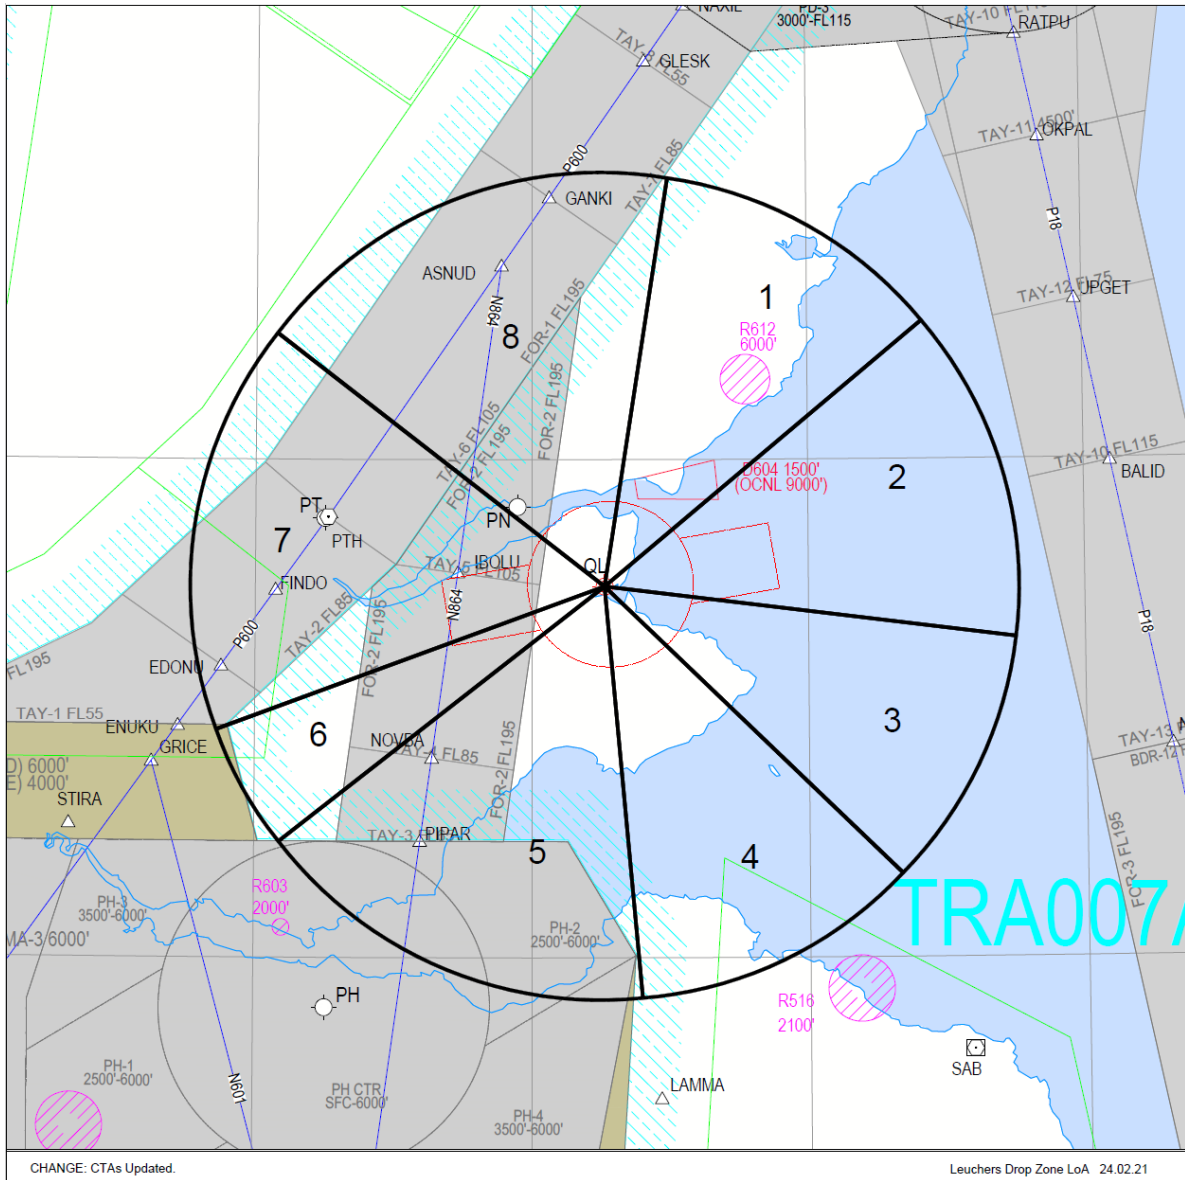 NAXIL
PD-3
3000'-FL115
TAY-10 FL115
RATPU
TAY-8 FL55
GLESK
TAY-11 4500'
OKPAL
P600
TAY-7 FL85
GANKI
P18
ASNUD
N864
FOR-1 FL195
8
1
TAY-12 FL75
UPGET
R612
6000'
FOR-2 FL195
TAY-6 FL105
FOR-2 FL195
TAY-10 FL115
BALID
D604 1500'
(OCNL 9000')
2
PT
PTH
PN
7
QL
IBOLU
TAY-5 FL105
FINDO
N864
TAY-2 FL85
P600
FOR-2 FL195
P18
EDONU
FL195
TAY-1 FL55
ENUKU
GRICE
6
NOVBA
TAY-4 FL85
FOR-2 FL195
3
TAY-13
BDR-12
D) 6000'
E) 4000'
STIRA
TAY-3
PIPAR
5
4
FOR-3 FL195
TRA007A
R603
2000'
PH-3
3500'-6000'
MA-3 6000'
PH-2
2500'-6000'
PH
R516
2100'
SAB
PH-1
2500'-6000'
N601
PH CTR
SFC-6000'
LAMMA
PH-4
3500'-6000'
CHANGE: CTAs Updated.
Leuchers Drop Zone LoA 24.02.21